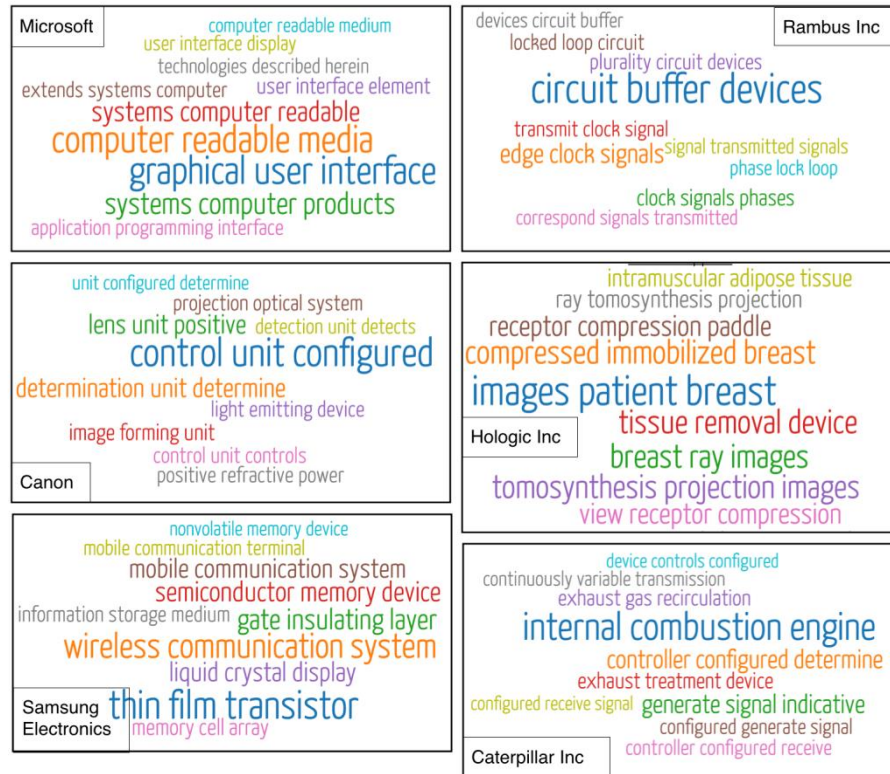 Microsoft
computer readable medium
user interface display
technologies described herein
extends systems computer
user interface element
systems computer readable
computer readable media
graphical user interface
systems computer products
application programming interface
devices circuit buffer
Rambus Inc
locked loop circuit
plurality circuit devices
circuit buffer devices
transmit clock signal
signal transmitted signals
edge clock signals
phase lock loop
clock signals phases
correspond signals transmitted
unit configured determine
projection optical system
lens unit positive
detection unit detects
control unit configured
determination unit determine
light emitting device
image forming unit
control unit controls
Canon
positive refractive power
intramuscular adipose tissue
ray tomosynthesis projection
receptor compression paddle
compressed immobilized breast
images patient breast
tissue removal device
Hologic Inc
breast ray images
tomosynthesis projection images
view receptor compression
nonvolatile memory device
mobile communication terminal
mobile communication system
semiconductor memory device
information storage medium
gate insulating layer
wireless communication system
liquid crystal display
Samsung
Electronics
thin film transistor
memory cell array
device controls configured
continuously variable transmission
exhaust gas recirculation
internal combustion engine
controller configured determine
exhaust treatment device
configured receive signal
generate signal indicative
configured generate signal
Caterpillar Inc
controller configured receive